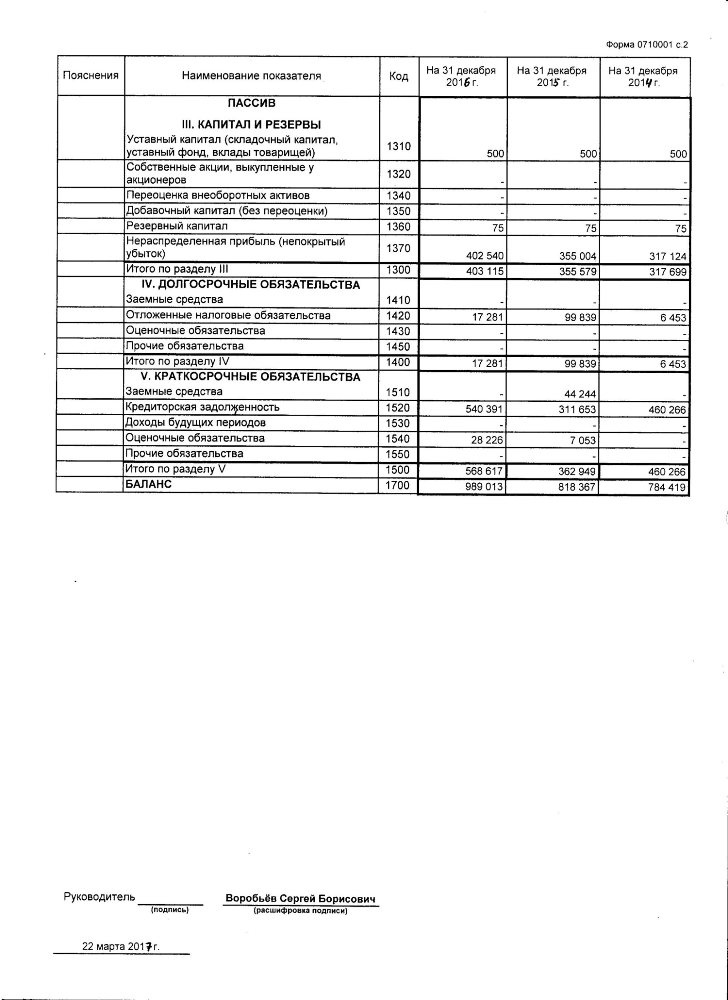 Форма 0710001 с.2
Пояснения Наименование показателя Код На 31 декабря 2016 г. На 31 декабря 2015 г. На 31 декабря 2014 г.
ПАССИВ
III. КАПИТАЛ И РЕЗЕРВЫ
Уставный капитал (складочный капитал,
уставный фонд, вклады товарищей) 1310 500 500 500
Собственные акции, выкупленные у
акционеров 1320 - - -
Переоценка внеоборотных активов 1340 - - -
Добавочный капитал (без переоценки) 1350 - - -
Резервный капитал 1360 75 75 75
Нераспределенная прибыль (непокрытый
убыток) 1370 402 540 355 004 317 124
Итого по разделу III 1300 403 115 355 579 317 699
IV. ДОЛГОСРОЧНЫЕ ОБЯЗАТЕЛЬСТВА
Заемные средства 1410 - - -
Отложенные налоговые обязательства 1420 17 281 99 839 6 453
Оценочные обязательства 1430 - - -
Прочие обязательства 1450 - - -
Итого по разделу IV 1400 17 281 99 839 6 453
V. КРАТКОСРОЧНЫЕ ОБЯЗАТЕЛЬСТВА
Заемные средства 1510 - 44 244 -
Кредиторская задолженность 1520 540 391 311 653 460 266
Доходы будущих периодов 1530 - - -
Оценочные обязательства 1540 28 226 7 053 -
Прочие обязательства 1550 - - -
Итого по разделу V 1500 568 617 362 949 460 266
БАЛАНС 1700 989 013 818 367 784 419
Руководитель Воробьёв Сергей Борисович
(подпись) (расшифровка подписи)
22 марта 2017 г.